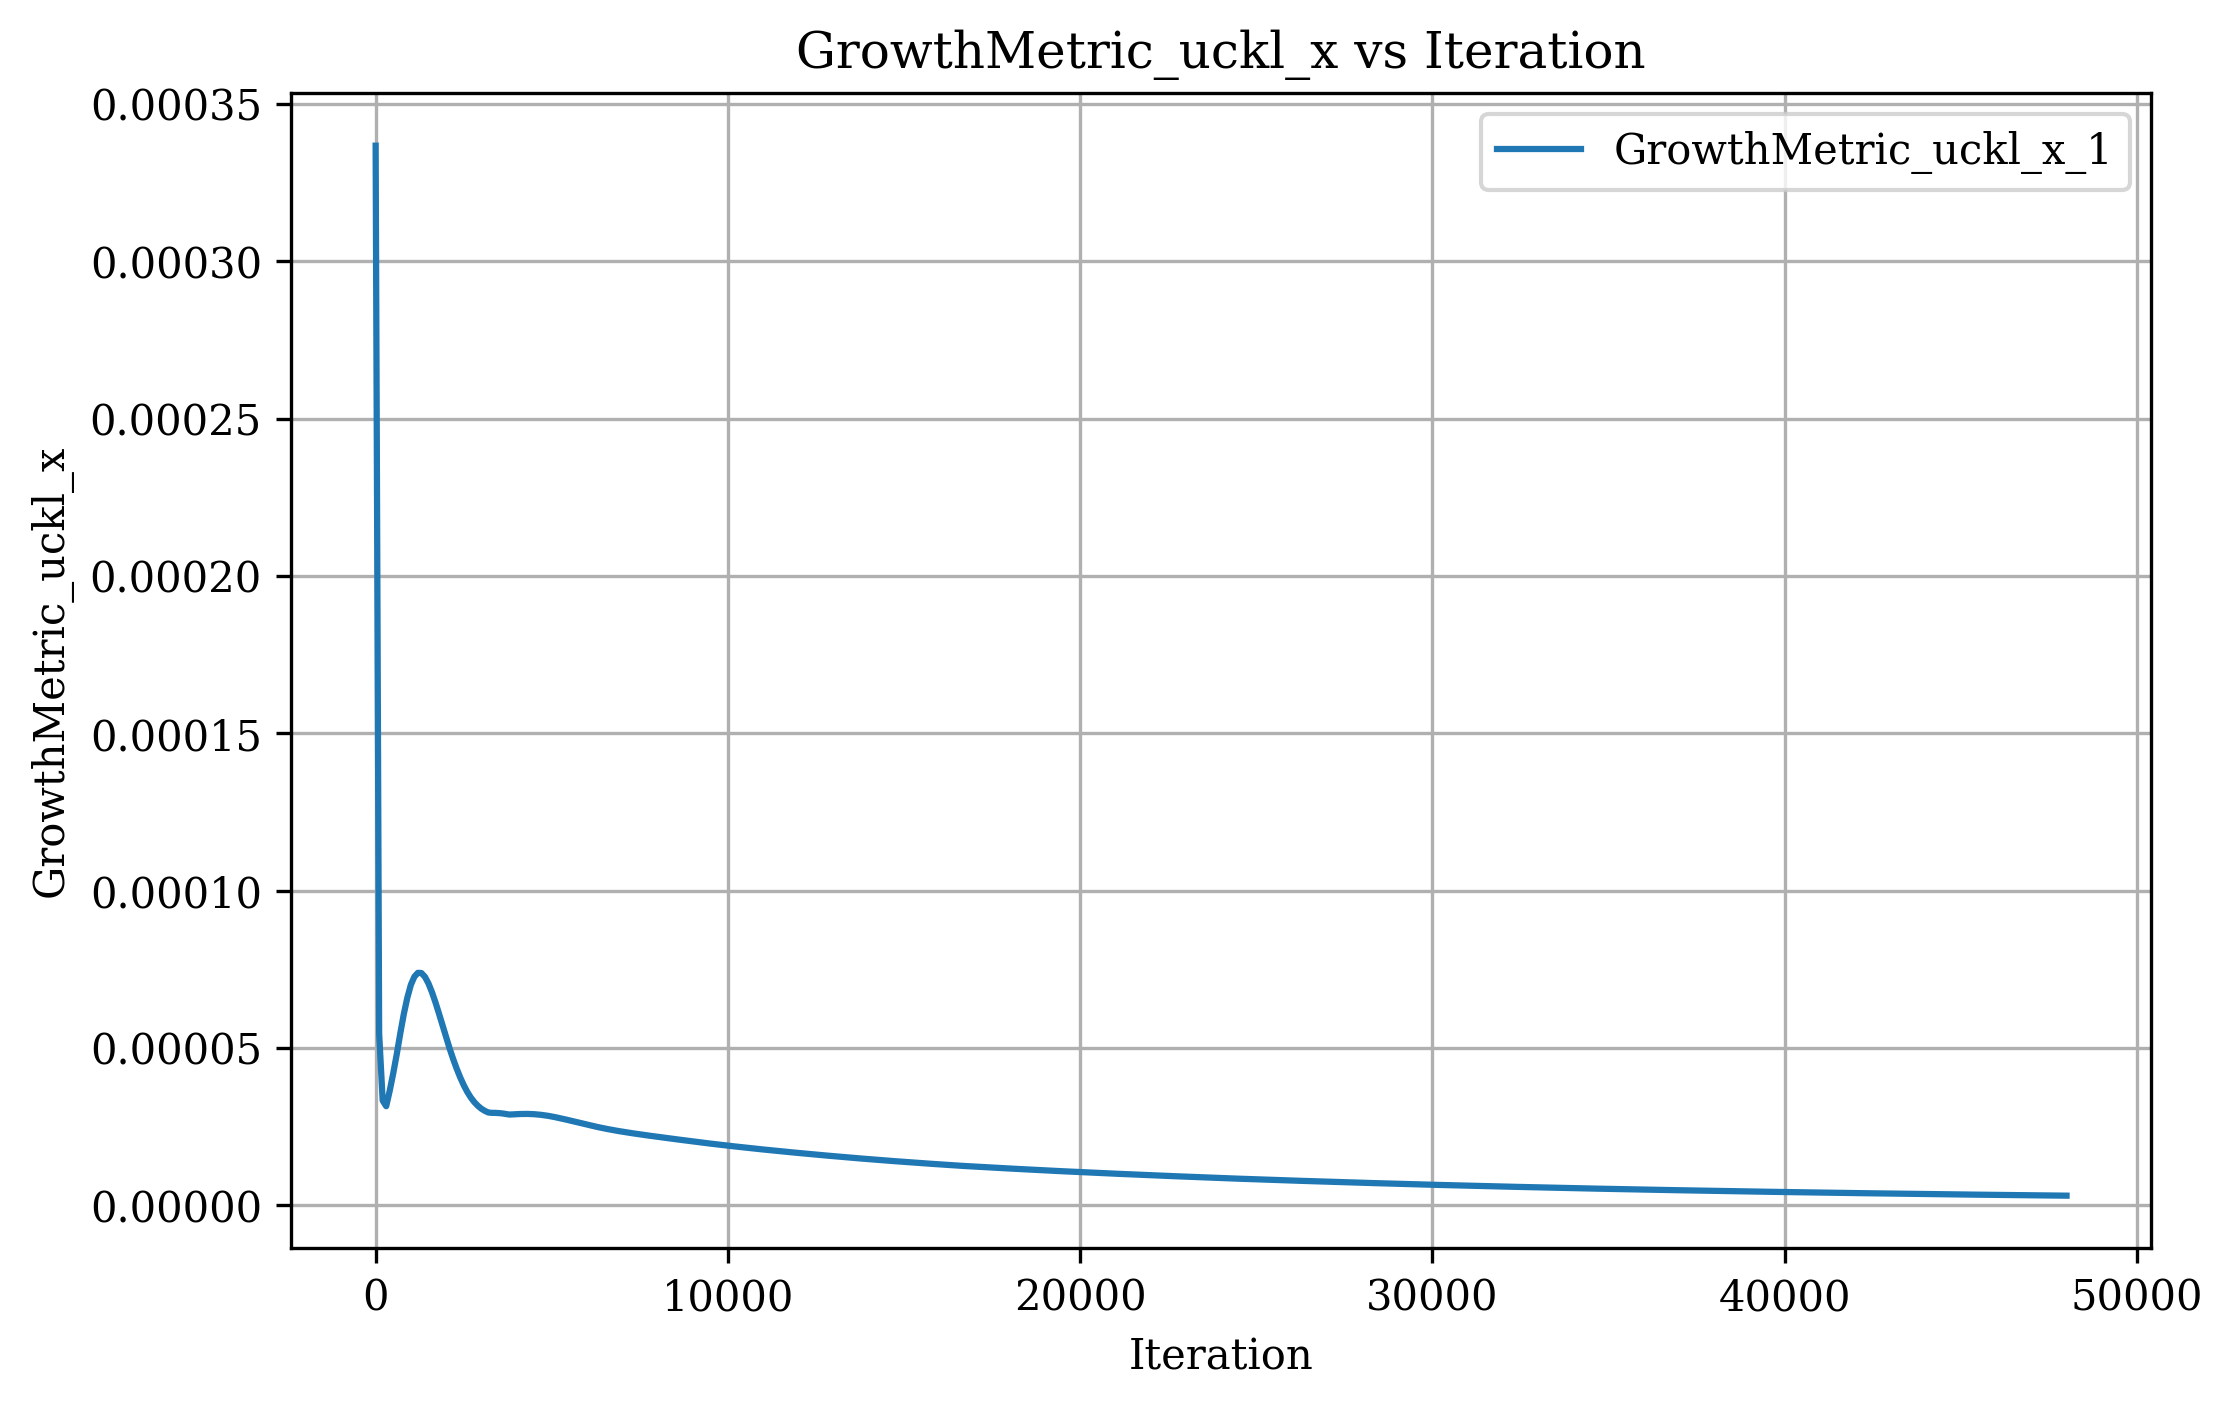 GrowthMetric_uckl_x vs Iteration
GrowthMetric_uckl_x_1
GrowthMetric_uckl_x
0.00035
0.00030
0.00025
0.00020
0.00015
0.00010
0.00005
0.00000
0 10000 20000 30000 40000 50000
Iteration